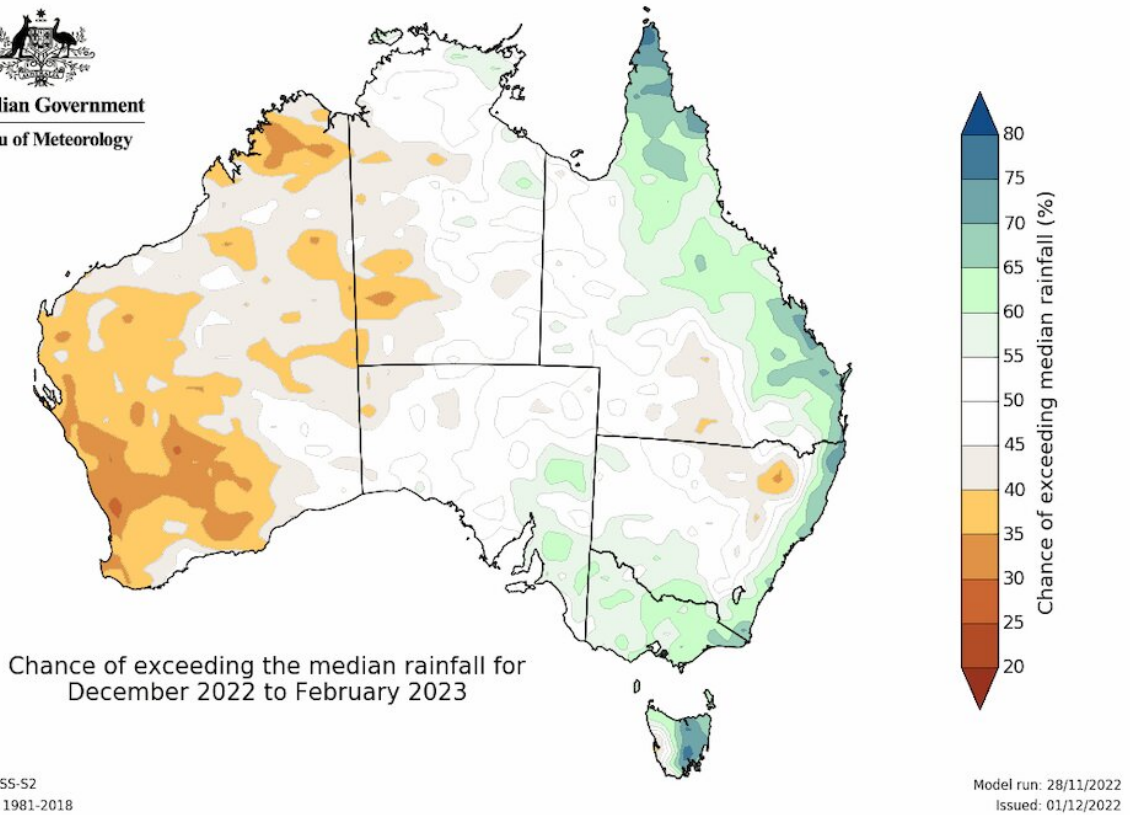 lian Government
u of Meteorology
80
75
70
65
60
55
50
45
40
35
30
25
20
Chance of exceeding median rainfall (%)
Chance of exceeding the median rainfall for
December 2022 to February 2023
SS-S2
1981-2018
Model run: 28/11/2022
Issued: 01/12/2022